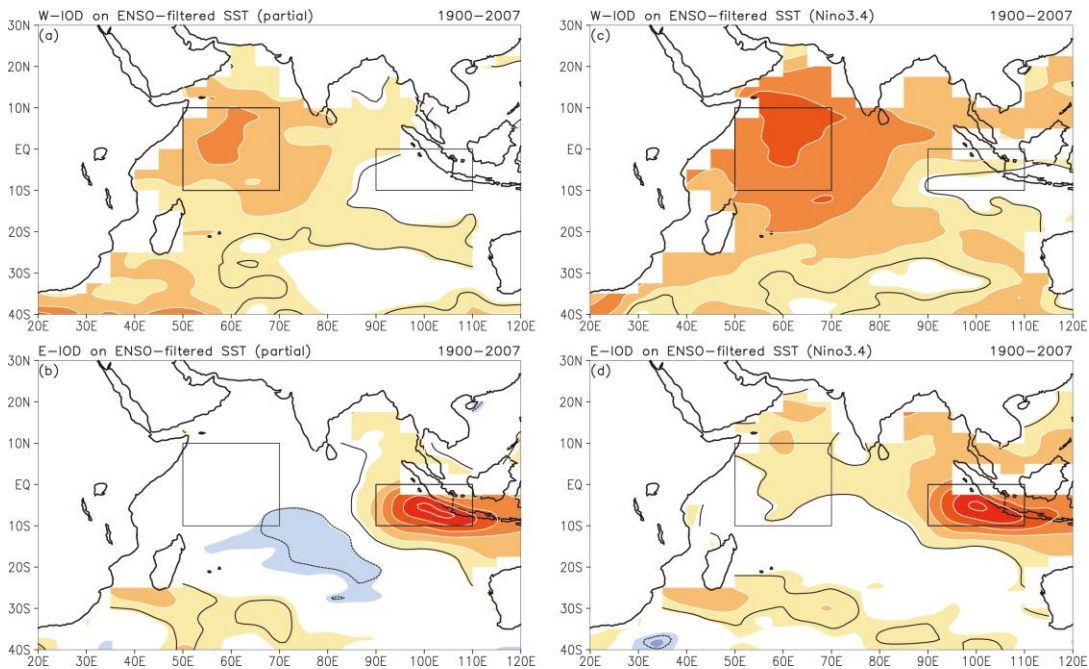 W-IOD on ENSO-filtered SST (partial) 1900-2007
(a)
30N
20N
10N
EQ
10S
20S
30S
40S
20E 30E 40E 50E 60E 70E 80E 90E 100E 110E 120E
W-IOD on ENSO-filtered SST (Nino3.4) 1900-2007
(c)
30N
20N
10N
EQ
10S
20S
30S
40S
20E 30E 40E 50E 60E 70E 80E 90E 100E 110E 120E
E-IOD on ENSO-filtered SST (partial) 1900-2007
(b)
30N
20N
10N
EQ
10S
20S
30S
40S
20E 30E 40E 50E 60E 70E 80E 90E 100E 110E 120E
E-IOD on ENSO-filtered SST (Nino3.4) 1900-2007
(d)
30N
20N
10N
EQ
10S
20S
30S
40S
20E 30E 40E 50E 60E 70E 80E 90E 100E 110E 120E